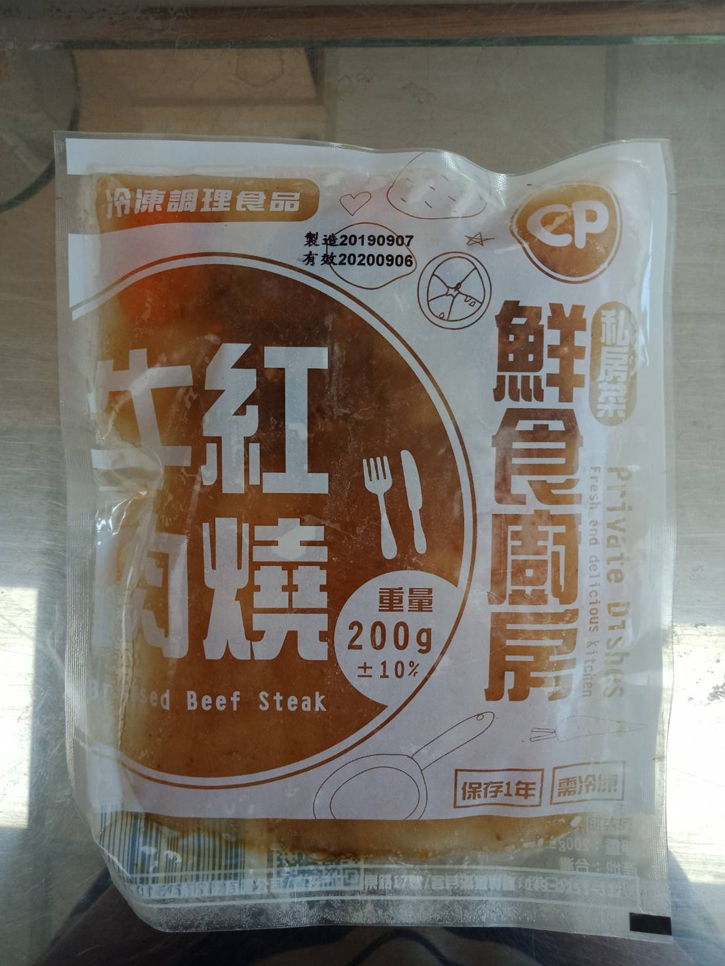 冷凍調理食品
製造20190907
有效20200906
CP
私房菜
鮮食廚房
Private Dishes
Fresh and delicious kitchen
紅燒
牛肉
Beef Steak
重量
200g
±10%
保存1年
需冷凍